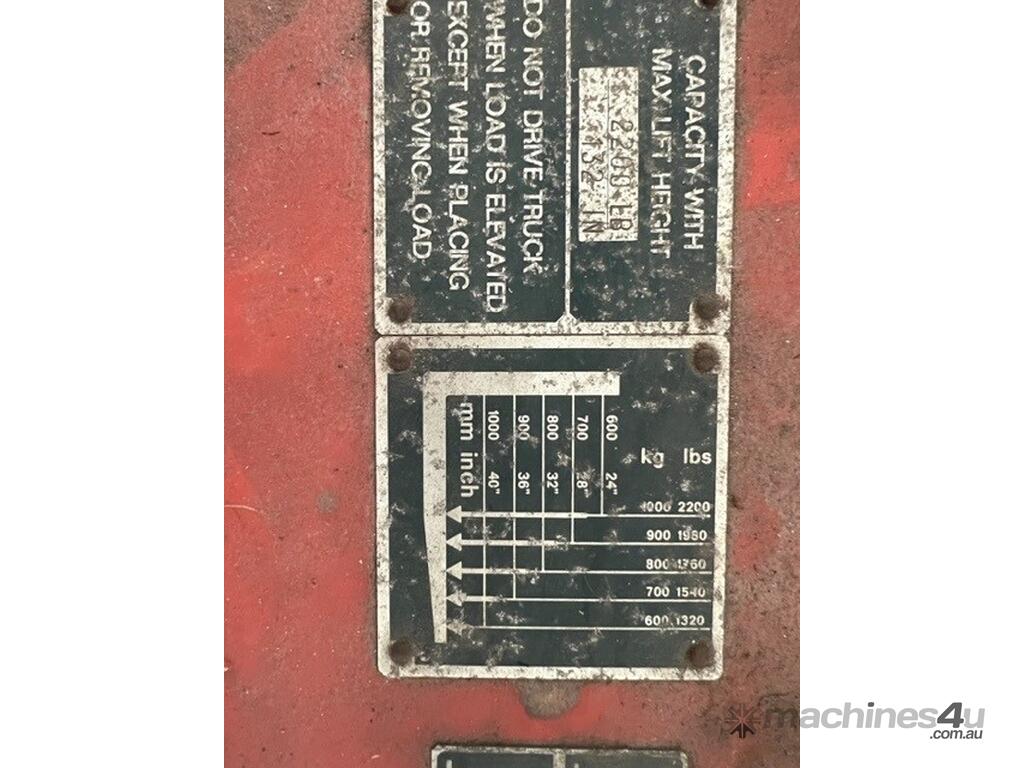 CAPACITY WITH
MAX. LIFT HEIGHT
2200 LB
132 IN
DO NOT DRIVE TRUCK
WHEN LOAD IS ELEVATED
EXCEPT WHEN PLACING
OR REMOVING LOAD
kg lbs
600 24"
700 28"
800 32"
900 36"
1000 40"
mm inch
1000 2200
900 1980
800 1760
700 1540
600 1320
machines4u
.com.au